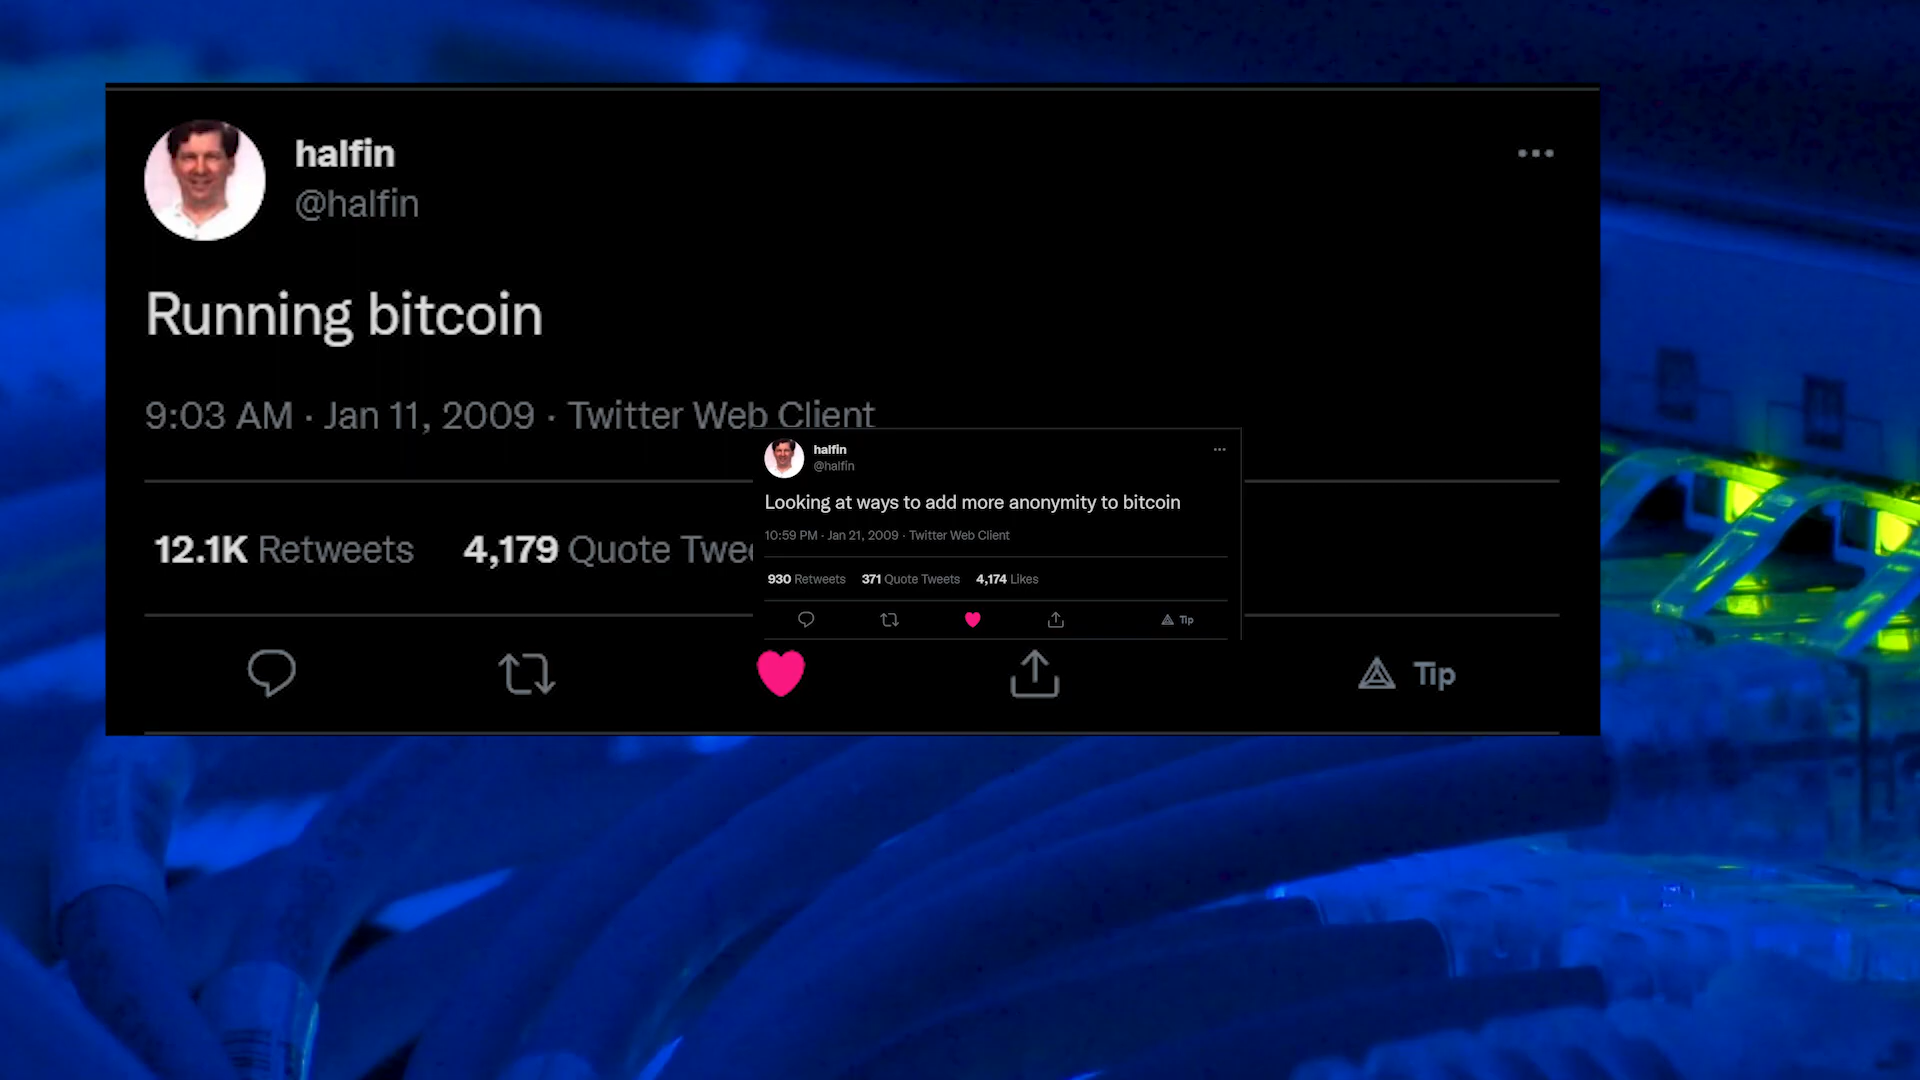 halfin
@halfin
Running bitcoin
9:03 AM · Jan 11, 2009 · Twitter Web Client
12.1K Retweets 4,179 Quote Twe
Tip
halfin
@halfin
Looking at ways to add more anonymity to bitcoin
10:59 PM · Jan 21, 2009 · Twitter Web Client
930 Retweets 371 Quote Tweets 4,174 Likes
Tip